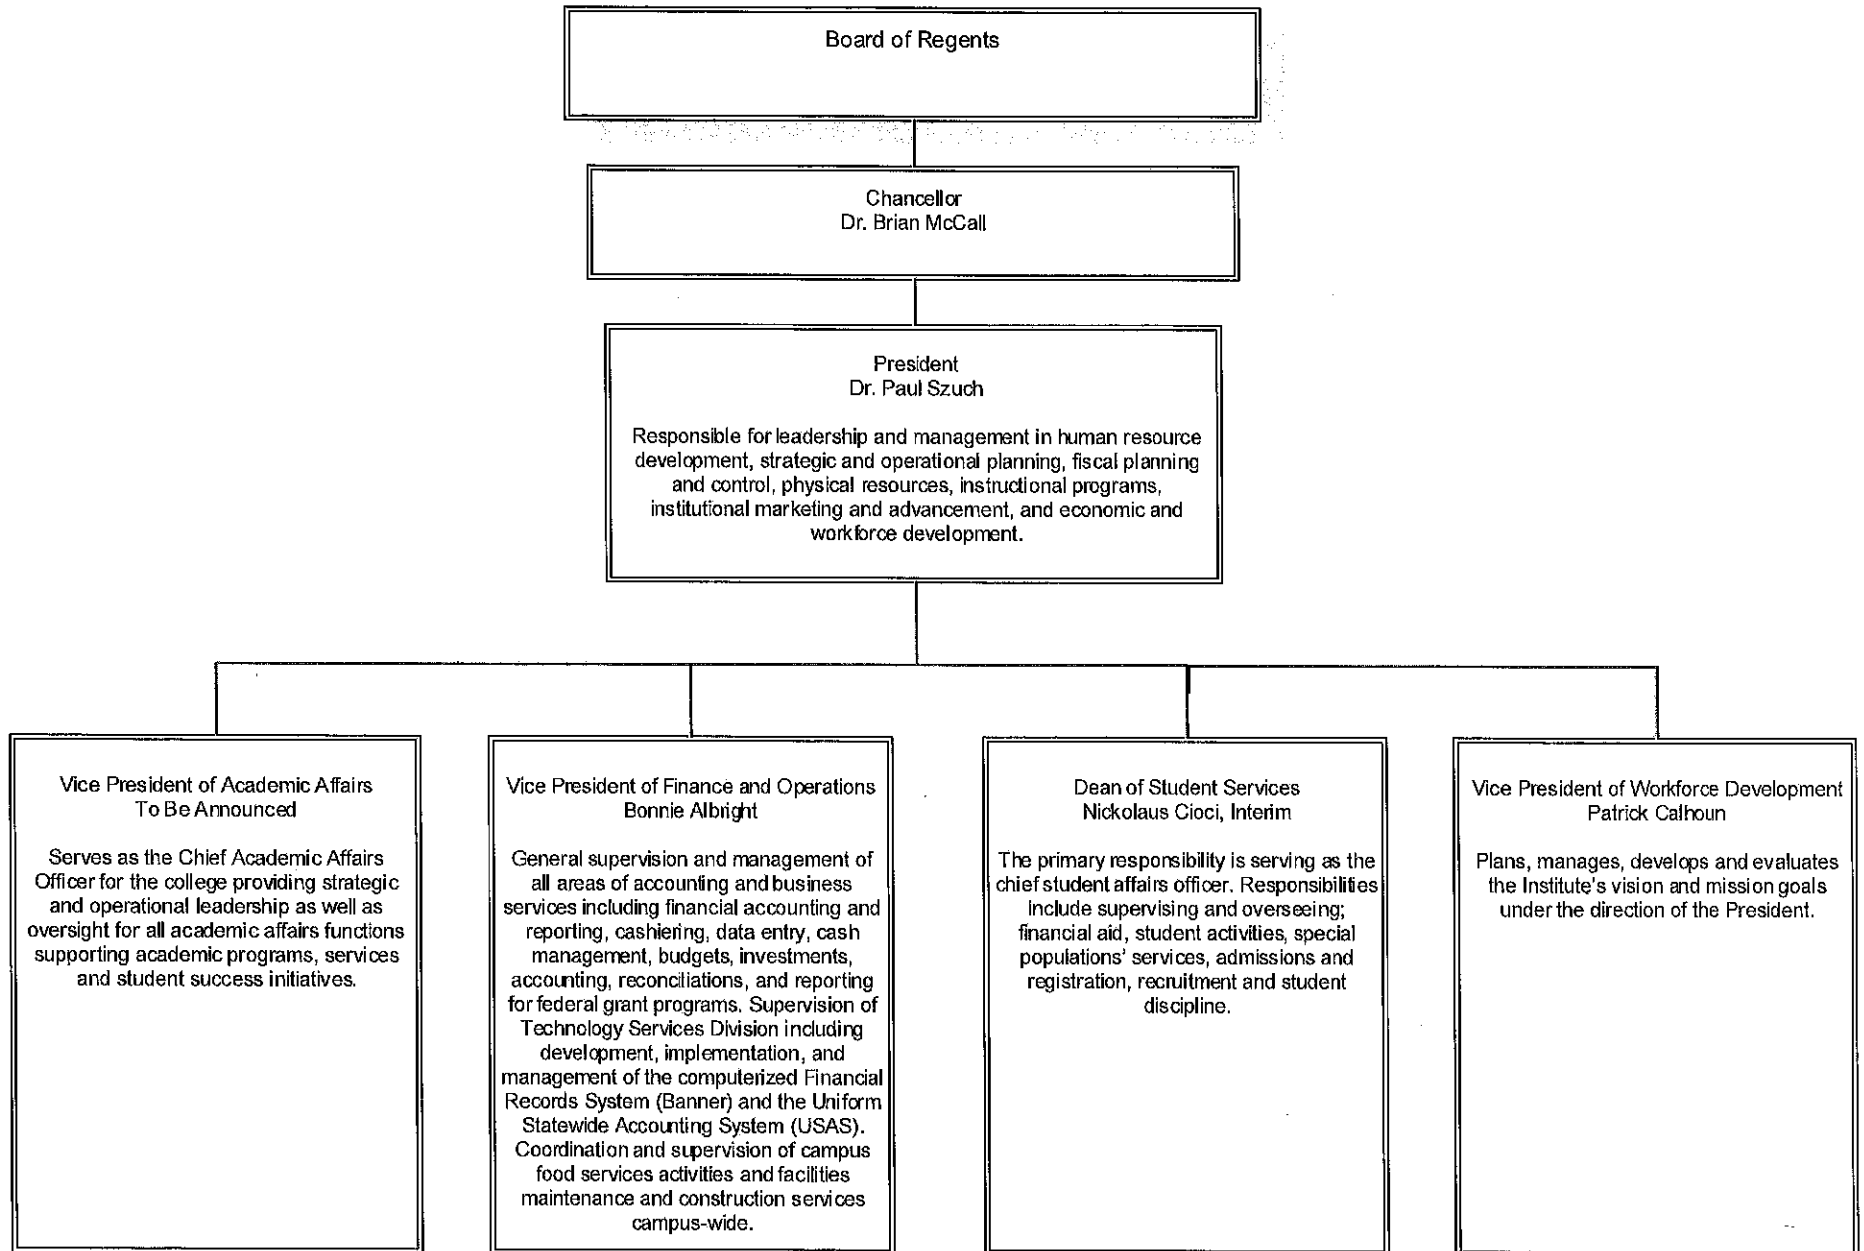 Board of Regents
Chancellor
Dr. Brian McCall
President
Dr. Paul Szuch
Responsible for leadership and management in human resource
development, strategic and operational planning, fiscal planning
and control, physical resources, instructional programs,
institutional marketing and advancement, and economic and
workforce development.
Vice President of Academic Affairs
To Be Announced
Serves as the Chief Academic Affairs
Officer for the college providing strategic
and operational leadership as well as
oversight for all academic affairs functions
supporting academic programs, services
and student success initiatives.
Vice President of Finance and Operations
Bonnie Albright
General supervision and management of
all areas of accounting and business
services including financial accounting and
reporting, cashiering, data entry, cash
management, budgets, investments,
accounting, reconciliations, and reporting
for federal grant programs. Supervision of
Technology Services Division including
development, implementation, and
management of the computerized Financial
Records System (Banner) and the Uniform
Statewide Accounting System (USAS).
Coordination and supervision of campus
food services activities and facilities
maintenance and construction services
campus-wide.
Dean of Student Services
Nickolaus Cioci, Interim
The primary responsibility is serving as the
chief student affairs officer. Responsibilities
include supervising and overseeing;
financial aid, student activities, special
populations' services, admissions and
registration, recruitment and student
discipline.
Vice President of Workforce Development
Patrick Calhoun
Plans, manages, develops and evaluates
the Institute's vision and mission goals
under the direction of the President.